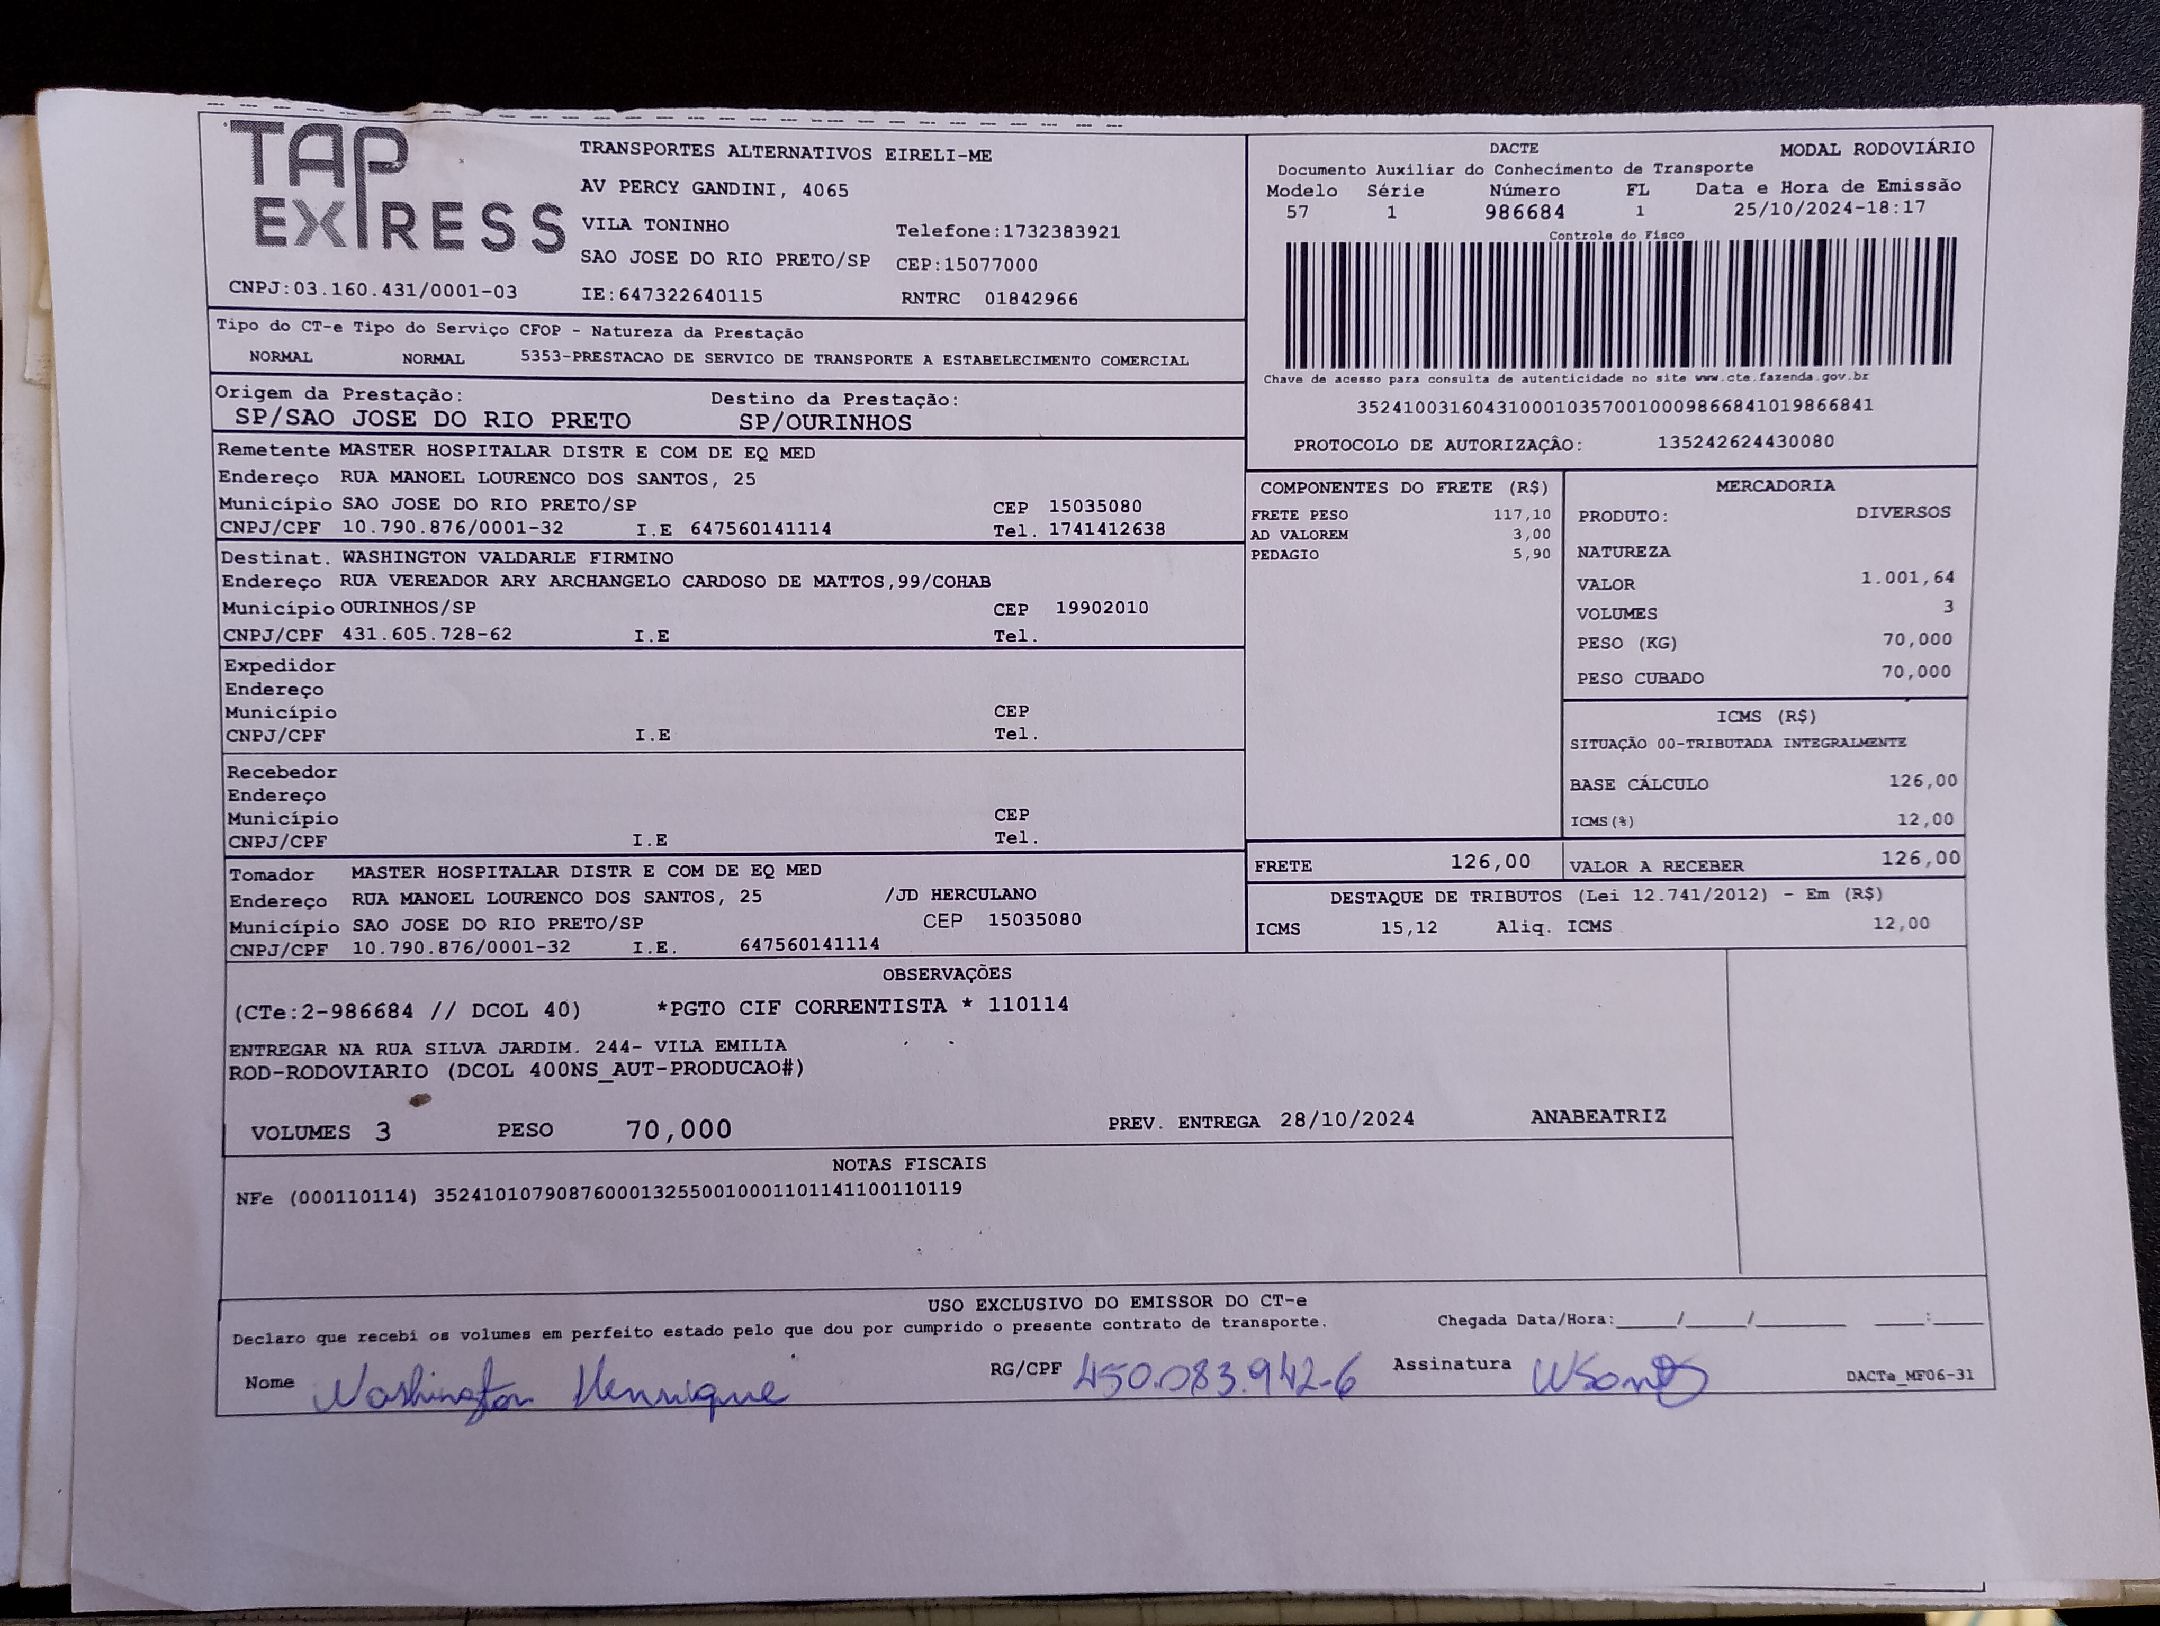 TAP EXPRESS
TRANSPORTES ALTERNATIVOS EIRELI-ME
AV PERCY GANDINI, 4065
VILA TONINHO Telefone:1732383921
SAO JOSE DO RIO PRETO/SP CEP:15077000
CNPJ:03.160.431/0001-03 IE:647322640115 RNTRC 01842966
DACTE MODAL RODOVIÁRIO
Documento Auxiliar do Conhecimento de Transporte
Modelo Série Número FL Data e Hora de Emissão
57 1 986684 1 25/10/2024-18:17
Controle do Fisco
Chave de acesso para consulta de autenticidade no site www.cte.fazenda.gov.br
35241003160431000103570010009866841019866841
PROTOCOLO DE AUTORIZAÇÂO: 135242624430080
Tipo do CT-e Tipo do Serviço CFOP - Natureza da Prestação
NORMAL NORMAL 5353-PRESTACAO DE SERVICO DE TRANSPORTE A ESTABELECIMENTO COMERCIAL
Origem da Prestação: Destino da Prestação:
SP/SAO JOSE DO RIO PRETO SP/OURINHOS
Remetente MASTER HOSPITALAR DISTR E COM DE EQ MED
Endereço RUA MANOEL LOURENCO DOS SANTOS, 25
Município SAO JOSE DO RIO PRETO/SP CEP 15035080
CNPJ/CPF 10.790.876/0001-32 I.E 647560141114 Tel. 1741412638
Destinat. WASHINGTON VALDARLE FIRMINO
Endereço RUA VEREADOR ARY ARCHANGELO CARDOSO DE MATTOS,99/COHAB
Município OURINHOS/SP CEP 19902010
CNPJ/CPF 431.605.728-62 I.E Tel.
Expedidor
Endereço
Município CEP
CNPJ/CPF I.E Tel.
Recebedor
Endereço
Município CEP
CNPJ/CPF I.E Tel.
Tomador MASTER HOSPITALAR DISTR E COM DE EQ MED
Endereço RUA MANOEL LOURENCO DOS SANTOS, 25 /JD HERCULANO
Município SAO JOSE DO RIO PRETO/SP CEP 15035080
CNPJ/CPF 10.790.876/0001-32 I.E. 647560141114
COMPONENTES DO FRETE (R$)
FRETE PESO 117,10
AD VALOREM 3,00
PEDAGIO 5,90
MERCADORIA
PRODUTO: DIVERSOS
NATUREZA
VALOR 1.001,64
VOLUMES 3
PESO (KG) 70,000
PESO CUBADO 70,000
ICMS (R$)
SITUAÇÃO 00-TRIBUTADA INTEGRALMENTE
BASE CÁLCULO 126,00
ICMS(%) 12,00
FRETE 126,00 VALOR A RECEBER 126,00
DESTAQUE DE TRIBUTOS (Lei 12.741/2012) - Em (R$)
ICMS 15,12 Aliq. ICMS 12,00
OBSERVAÇÕES
(CTe:2-986684 // DCOL 40) *PGTO CIF CORRENTISTA * 110114
ENTREGAR NA RUA SILVA JARDIM. 244- VILA EMILIA
ROD-RODOVIARIO (DCOL 400NS_AUT-PRODUCAO#)
VOLUMES 3 PESO 70,000 PREV. ENTREGA 28/10/2024 ANABEATRIZ
NOTAS FISCAIS
NFe (000110114) 35241010790876000132550010001101141100110119
USO EXCLUSIVO DO EMISSOR DO CT-e
Declaro que recebi os volumes em perfeito estado pelo que dou por cumprido o presente contrato de transporte. Chegada Data/Hora:____/____/______ ___:___
Nome Washington Henrique RG/CPF 450.083.942-6 Assinatura
DACTe_MF06-31